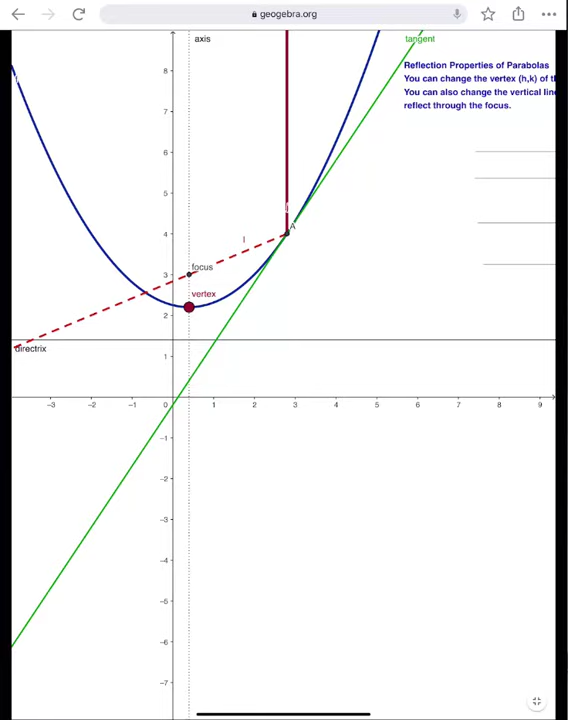 geogebra.org
axis
tangent
Reflection Properties of Parabolas
You can change the vertex (h,k) of
You can also change the vertical
reflect through the focus.
8
7
6
5
A
4
l
focus
3
vertex
2
directrix
1
−3 −2 −1 0 1 2 3 4 5 6 7 8 9
−1
−2
−3
−4
−5
−6
−7